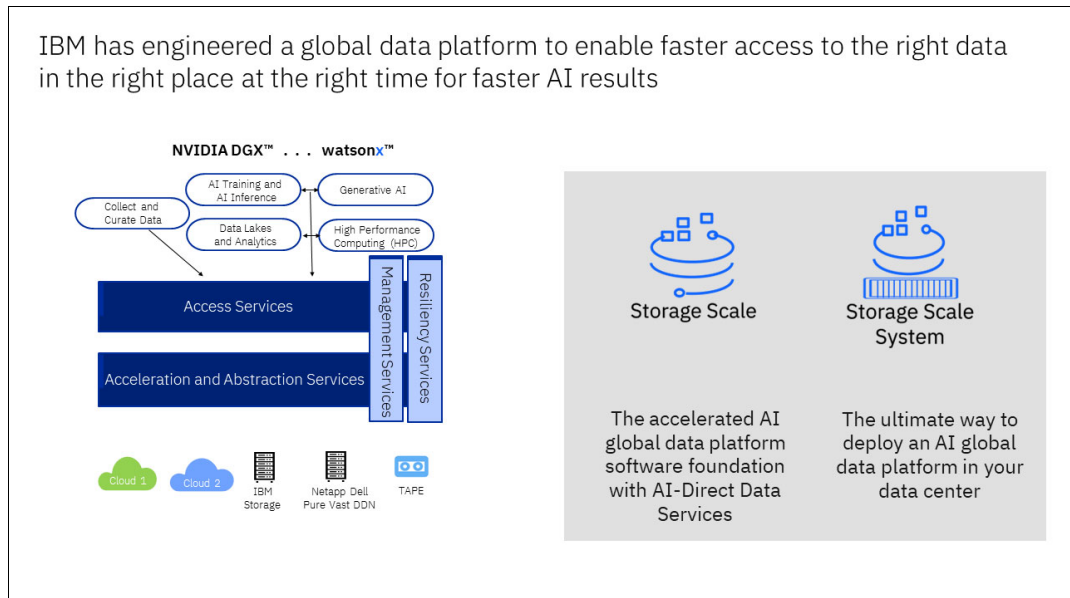 IBM has engineered a global data platform to enable faster access to the right data
in the right place at the right time for faster AI results
NVIDIA DGX™ . . . watsonx™
AI Training and
AI Inference
Generative AI
Collect and
Curate Data
Data Lakes
and Analytics
High Performance
Computing (HPC)
Access Services
Acceleration and Abstraction Services
Management Services
Resiliency Services
Cloud 1
Cloud 2
IBM
Storage
Netapp Dell
Pure Vast DDN
TAPE
Storage Scale
The accelerated AI
global data platform
software foundation
with AI-Direct Data
Services
Storage Scale
System
The ultimate way to
deploy an AI global
data platform in your
data center